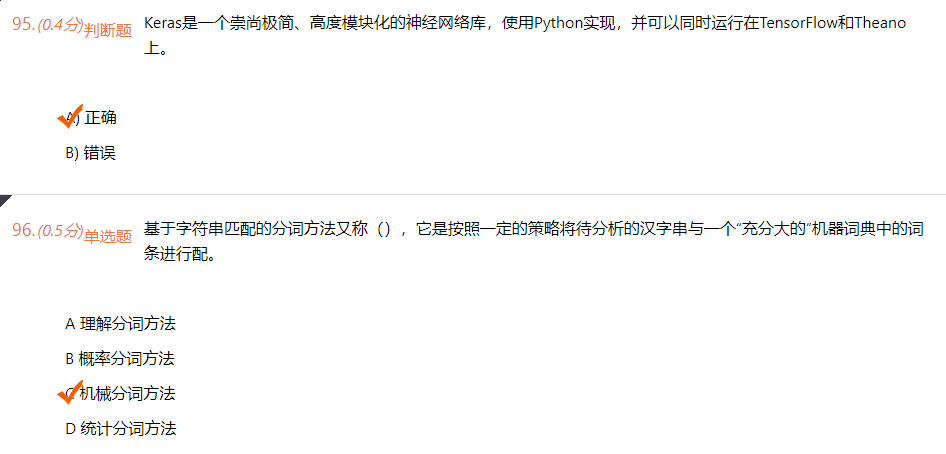 95.(0.4分)判断题 Keras是一个崇尚极简、高度模块化的神经网络库，使用Python实现，并可以同时运行在TensorFlow和Theano
上。
A) 正确
B) 错误
96.(0.5分)单选题 基于字符串匹配的分词方法又称（），它是按照一定的策略将待分析的汉字串与一个“充分大的”机器词典中的词
条进行配。
A 理解分词方法
B 概率分词方法
C 机械分词方法
D 统计分词方法